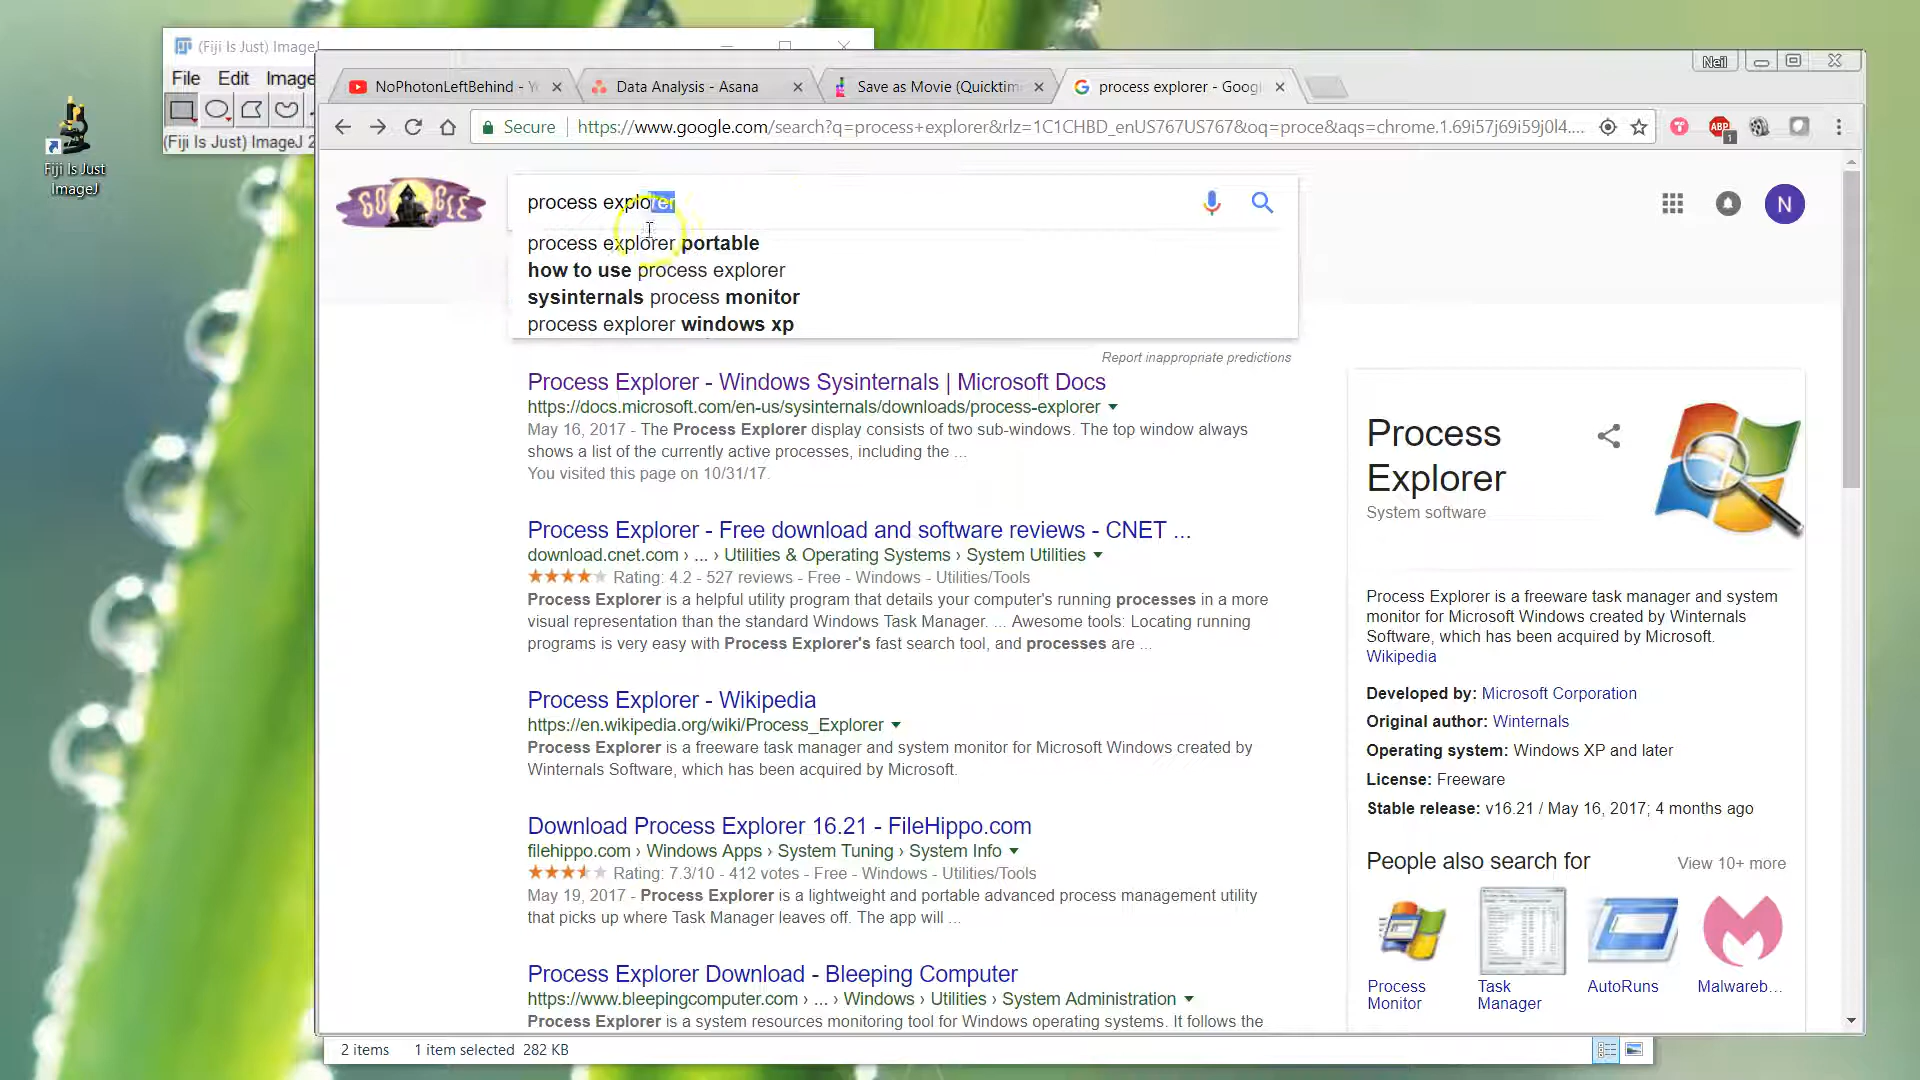 (Fiji Is Just) ImageJ
File Edit Image
(Fiji Is Just) ImageJ 2
Fiji Is Just
ImageJ
Neil
NoPhotonLeftBehind - Y
Data Analysis - Asana
Save as Movie (Quicktim
process explorer - Googl
Secure
https://www.google.com/search?q=process+explorer&rlz=1C1CHBD_enUS767US767&oq=proce&aqs=chrome.1.69i57j69i59j0l4....
ABP
1
GOOGLE
process explorer
N
process explorer portable
how to use process explorer
sysinternals process monitor
process explorer windows xp
Report inappropriate predictions
Process Explorer - Windows Sysinternals | Microsoft Docs
https://docs.microsoft.com/en-us/sysinternals/downloads/process-explorer
May 16, 2017 - The Process Explorer display consists of two sub-windows. The top window always
shows a list of the currently active processes, including the ...
You visited this page on 10/31/17.
Process Explorer - Free download and software reviews - CNET ...
download.cnet.com › ... › Utilities & Operating Systems › System Utilities
Rating: 4.2 - 527 reviews - Free - Windows - Utilities/Tools
Process Explorer is a helpful utility program that details your computer's running processes in a more
visual representation than the standard Windows Task Manager. ... Awesome tools: Locating running
programs is very easy with Process Explorer's fast search tool, and processes are ...
Process Explorer - Wikipedia
https://en.wikipedia.org/wiki/Process_Explorer
Process Explorer is a freeware task manager and system monitor for Microsoft Windows created by
Winternals Software, which has been acquired by Microsoft.
Download Process Explorer 16.21 - FileHippo.com
filehippo.com › Windows Apps › System Tuning › System Info
Rating: 7.3/10 - 412 votes - Free - Windows - Utilities/Tools
May 19, 2017 - Process Explorer is a lightweight and portable advanced process management utility
that picks up where Task Manager leaves off. The app will ...
Process Explorer Download - Bleeping Computer
https://www.bleepingcomputer.com › ... › Windows › Utilities › System Administration
Process Explorer is a system resources monitoring tool for Windows operating systems. It follows the
Process
Explorer
System software
Process Explorer is a freeware task manager and system
monitor for Microsoft Windows created by Winternals
Software, which has been acquired by Microsoft.
Wikipedia
Developed by: Microsoft Corporation
Original author: Winternals
Operating system: Windows XP and later
License: Freeware
Stable release: v16.21 / May 16, 2017; 4 months ago
People also search for
View 10+ more
Process
Monitor
Task
Manager
AutoRuns
Malwareb...
2 items 1 item selected 282 KB